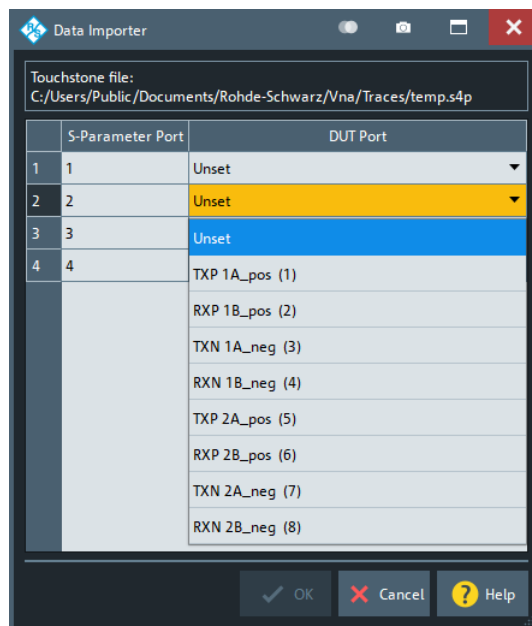 Data Importer
Touchstone file:
C:/Users/Public/Documents/Rohde-Schwarz/Vna/Traces/temp.s4p
S-Parameter Port DUT Port
1 1 Unset
2 2 Unset
3 3 Unset
4 4 TXP 1A_pos (1)
RXP 1B_pos (2)
TXN 1A_neg (3)
RXN 1B_neg (4)
TXP 2A_pos (5)
RXP 2B_pos (6)
TXN 2A_neg (7)
RXN 2B_neg (8)
OK Cancel ? Help